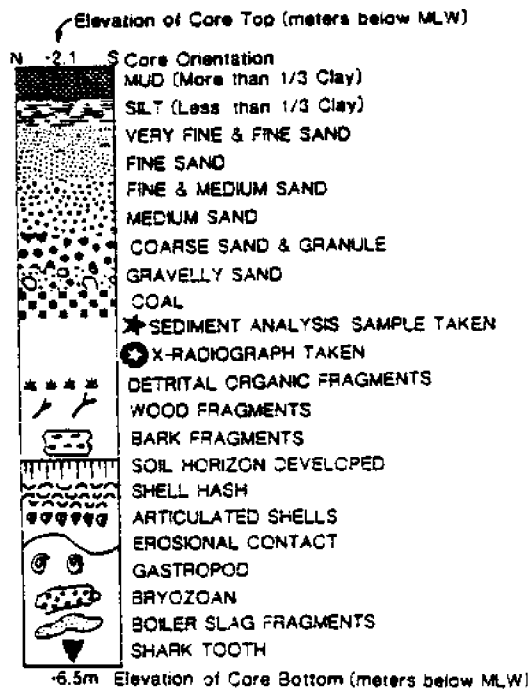 Elevation of Core Top (meters below MLW)
N -2.1 S Core Orientation
MUD (More than 1/3 Clay)
SILT (Less than 1/3 Clay)
VERY FINE & FINE SAND
FINE SAND
FINE & MEDIUM SAND
MEDIUM SAND
COARSE SAND & GRANULE
GRAVELLY SAND
COAL
SEDIMENT ANALYSIS SAMPLE TAKEN
X-RADIOGRAPH TAKEN
DETRITAL ORGANIC FRAGMENTS
WOOD FRAGMENTS
BARK FRAGMENTS
SOIL HORIZON DEVELOPED
SHELL HASH
ARTICULATED SHELLS
EROSIONAL CONTACT
GASTROPOD
BRYOZOAN
BOILER SLAG FRAGMENTS
SHARK TOOTH
-6.5m Elevation of Core Bottom (meters below MLW)